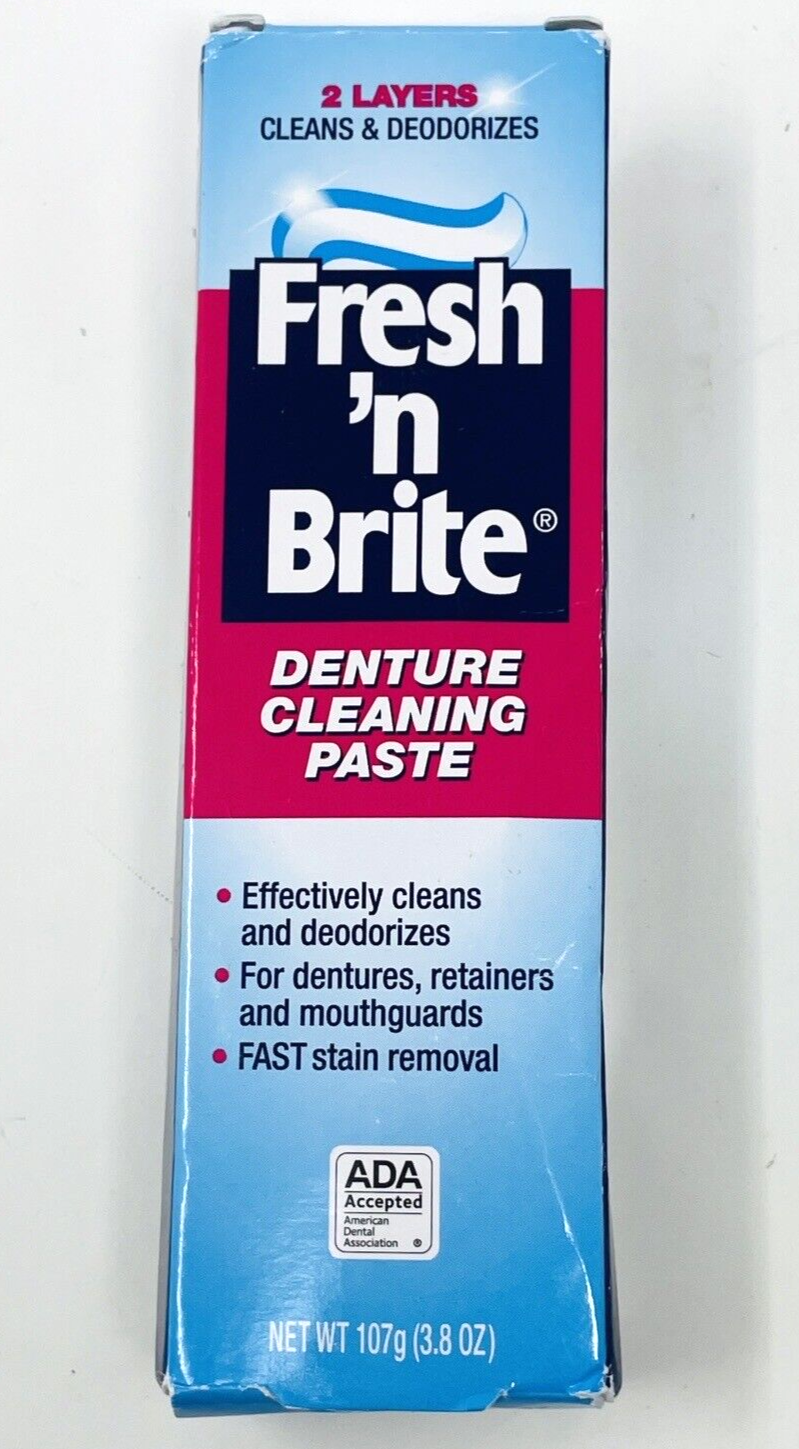 2 LAYERS
CLEANS & DEODORIZES
Fresh
’n
Brite®
DENTURE
CLEANING
PASTE
• Effectively cleans
and deodorizes
• For dentures, retainers
and mouthguards
• FAST stain removal
ADA
Accepted
American
Dental
Association ®
NET WT 107g (3.8 OZ)